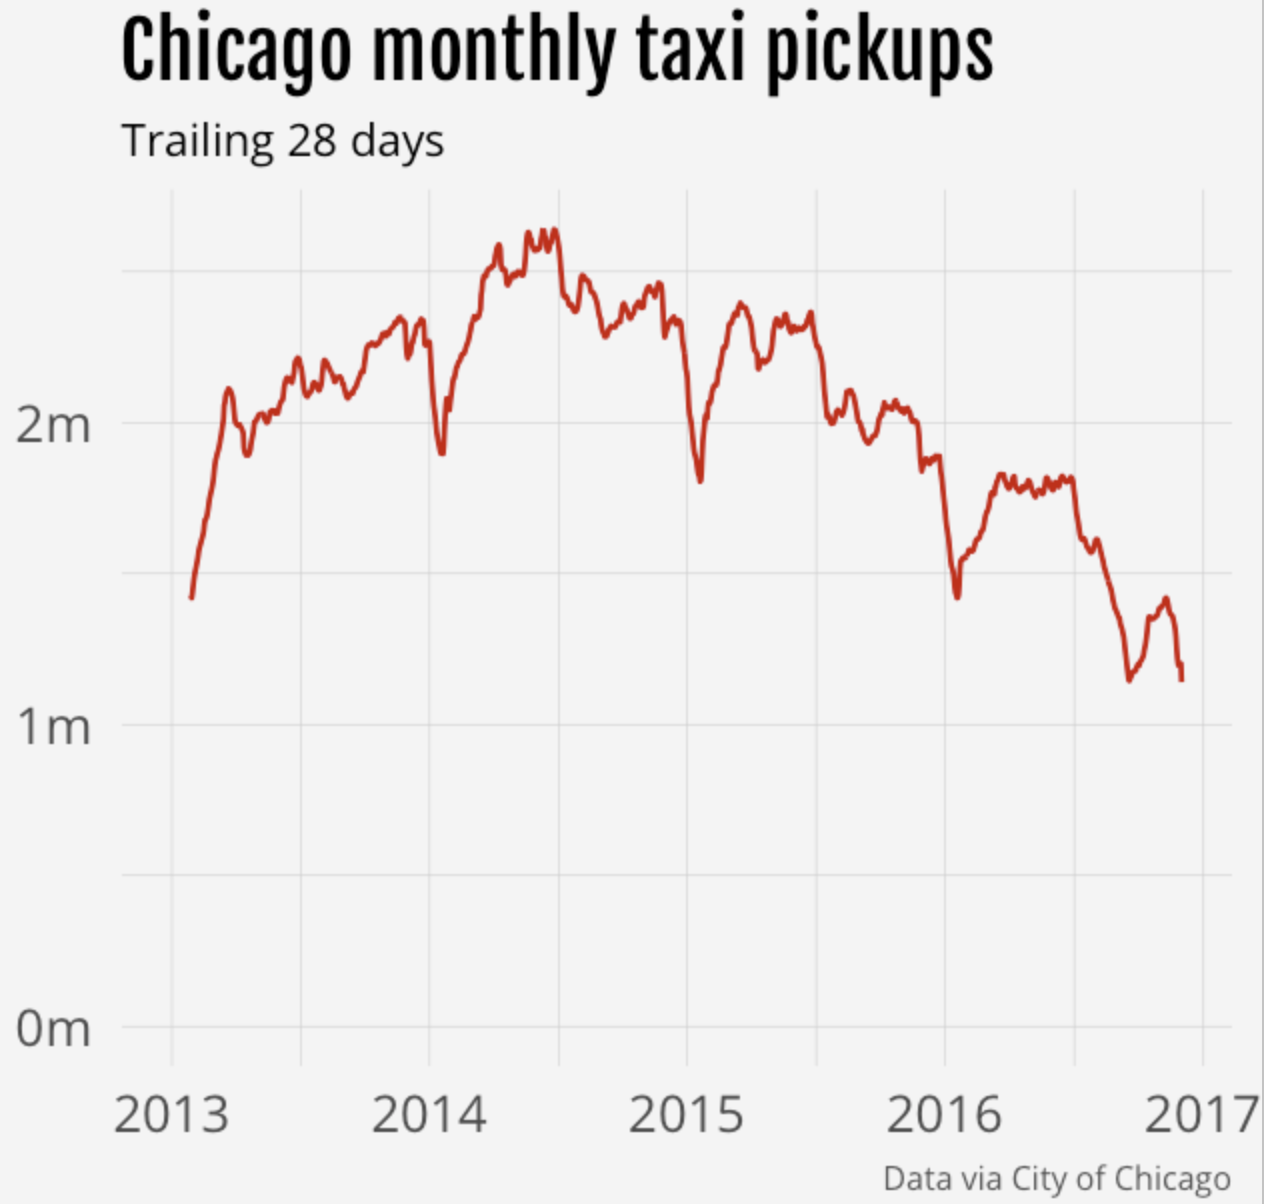 Chicago monthly taxi pickups
Trailing 28 days
2m
1m
0m
2013 2014 2015 2016 2017
Data via City of Chicago